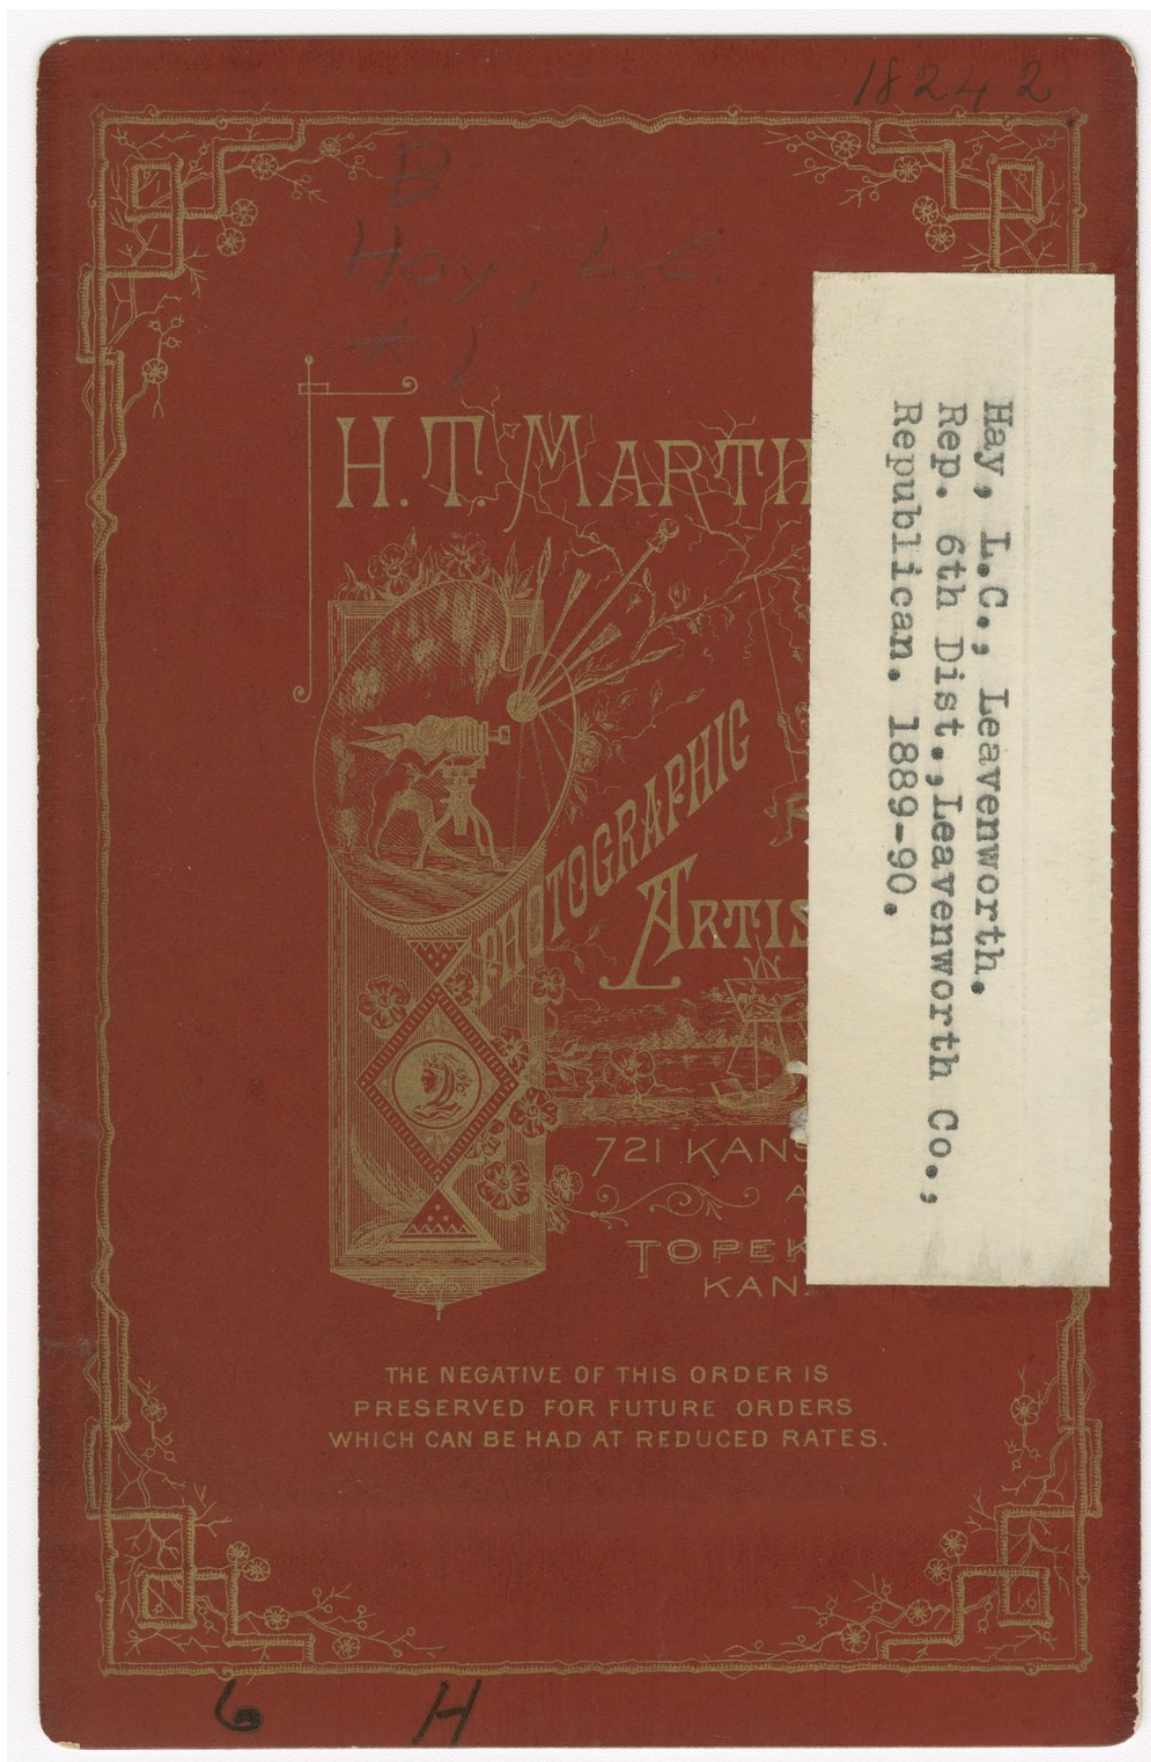 18242
B
Hay, L.C.
* 1
H. T. MARTI
PHOTOGRAPHIC
ARTIS
721 KANS
A
TOPEK
KAN.
THE NEGATIVE OF THIS ORDER IS
PRESERVED FOR FUTURE ORDERS
WHICH CAN BE HAD AT REDUCED RATES.
6 H
Hay, L.C., Leavenworth.
Rep. 6th Dist., Leavenworth Co.,
Republican. 1889-90.